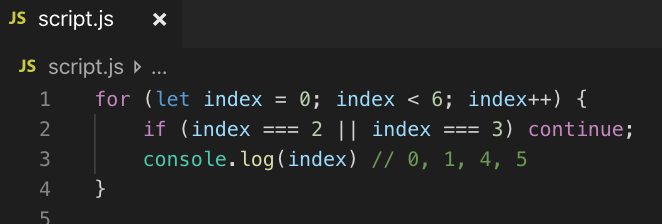 JS script.js ×
JS script.js > ...
1 for (let index = 0; index < 6; index++) {
2     if (index === 2 || index === 3) continue;
3     console.log(index) // 0, 1, 4, 5
4 }
5